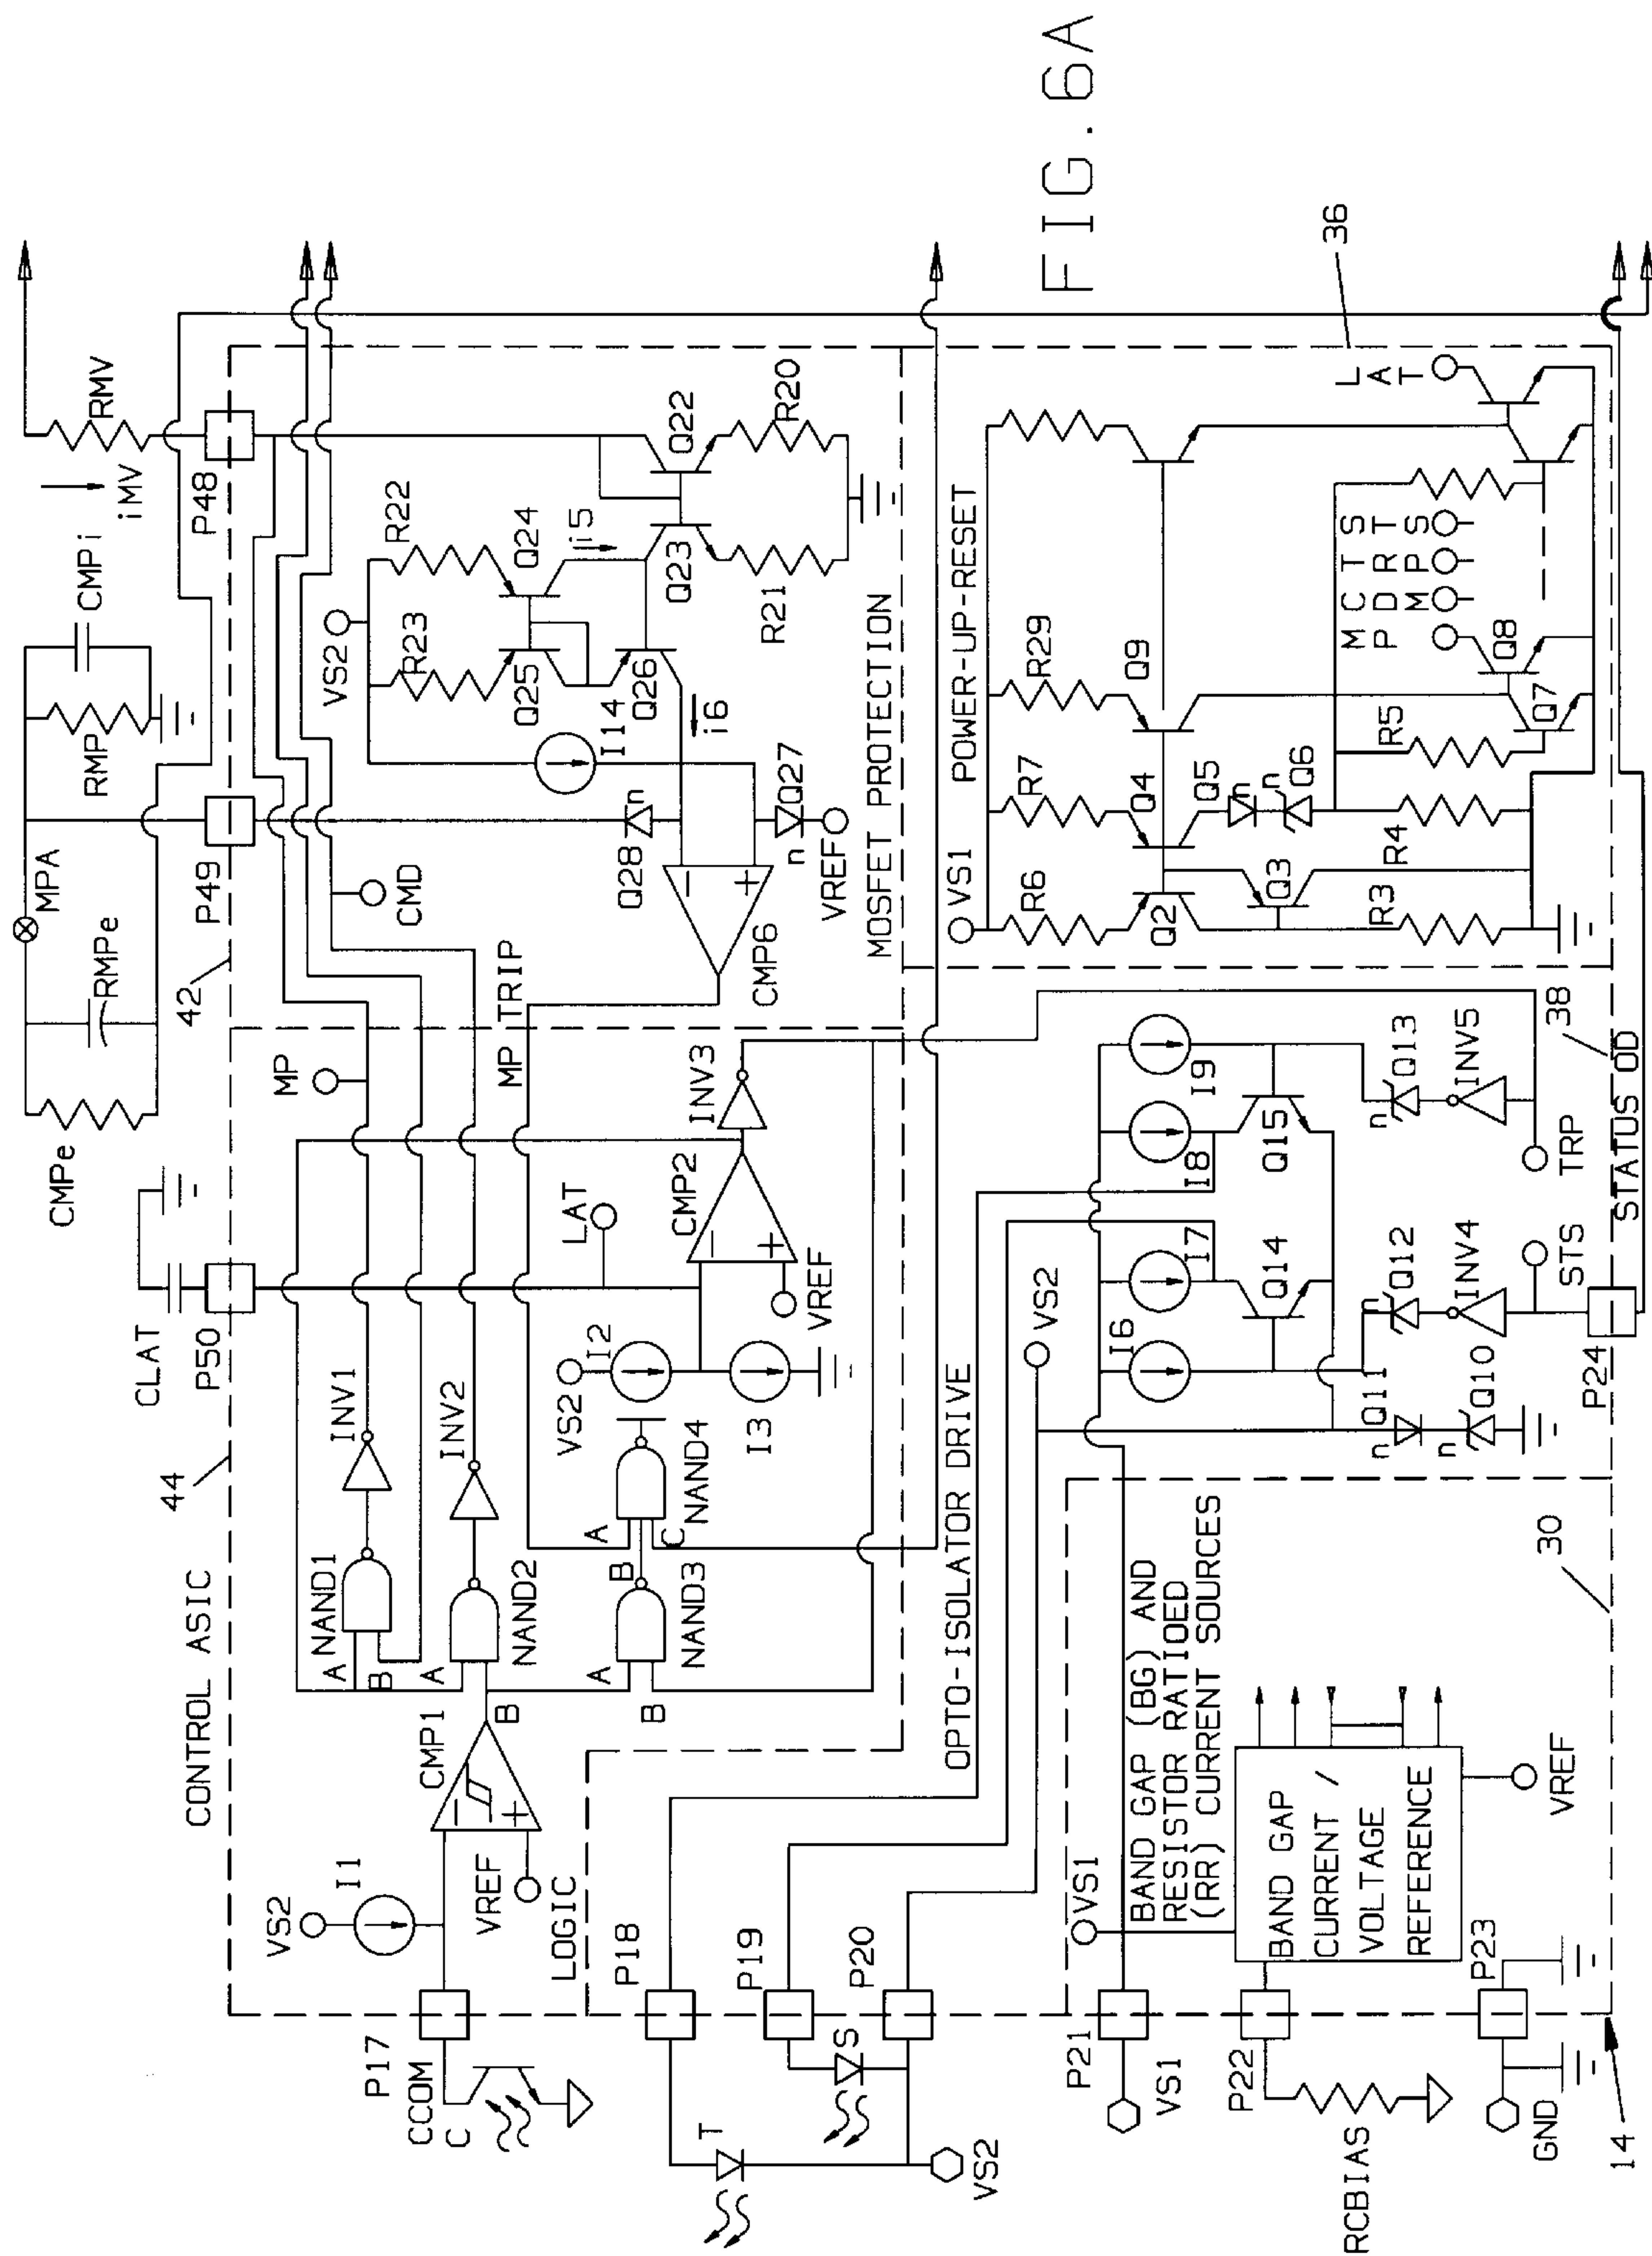 FIG.6A
CMPe
RMPe
MPA
RMP
CMPi
iMV
RMV
CLAT
P50
42
P49
P48
44
CONTROL ASIC
MP
CMD
VS2
R22
R23
Q24
Q25
i5
Q26
Q23
Q22
R20
R21
I14
i6
Q28
n
Q27
n
VREF
CMP6
MP TRIP
MOSFET PROTECTION
A
NAND1
B
INV1
A
NAND2
B
INV2
CMP1
−
+
VS2
I1
VREF
LOGIC
P17
CCOM
C
A
B
NAND3
B
A
C
NAND4
VS2
I2
I3
LAT
VREF
CMP2
−
+
INV3
−
+
P18
P19
P20
T
S
VS2
OPTO-ISOLATOR DRIVE
VS2
I6
I7
I8
I9
Q14
Q15
Q11
n
Q10
n
Q12
n
INV4
STS
Q13
n
INV5
TRP
P24
38
STATUS OD
POWER-UP-RESET
VS1
R6
R7
R29
Q2
Q4
Q9
Q3
Q5
n
Q6
n
R3
R4
R5
Q7
Q8
M C T S
P D R T
M P S
L A T
36
P21
VS1
VS1
BAND GAP (BG) AND
RESISTOR RATIOED
(RR) CURRENT SOURCES
BAND GAP
CURRENT /
VOLTAGE
REFERENCE
VREF
P22
RCBIAS
P23
GND
14
30